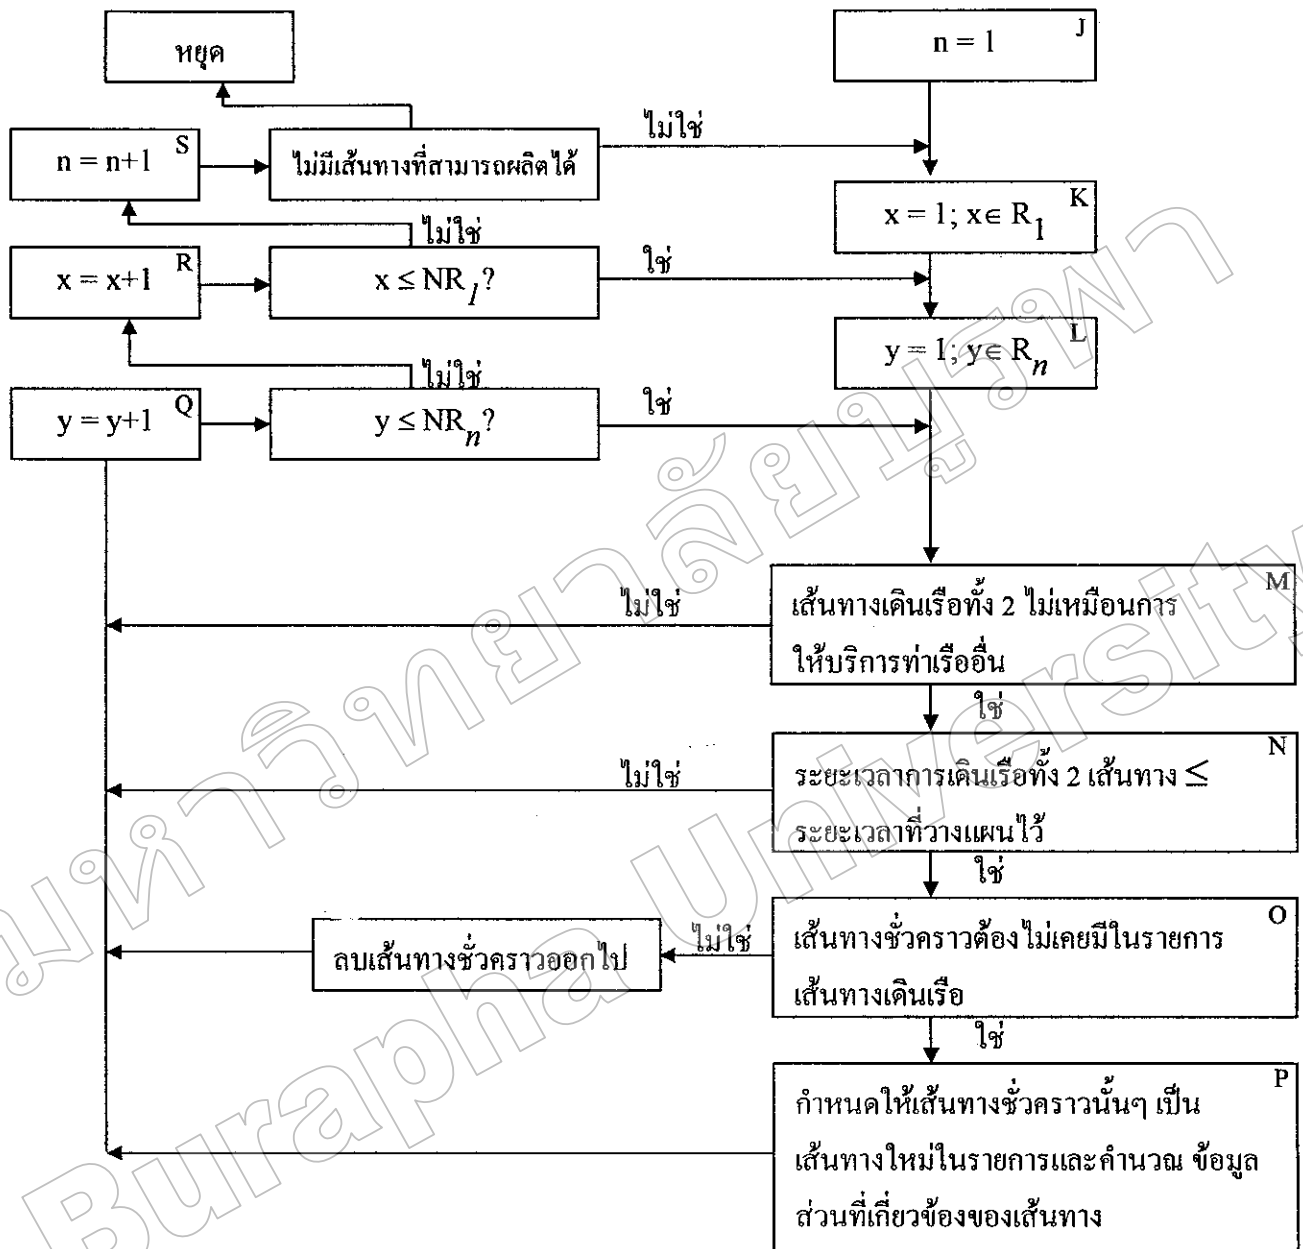 หยุด
n = 1 J
ไม่ใช่
n = n+1 S
ไม่มีเส้นทางที่สามารถผลิตได้
x = 1; x∈ R1 K
ไม่ใช่
x = x+1 R
x ≤ NR1?
ใช่
y = 1; y∈ Rn L
ไม่ใช่
y = y+1 Q
y ≤ NRn?
ใช่
ไม่ใช่
เส้นทางเดินเรือทั้ง 2 ไม่เหมือนการ M
ให้บริการท่าเรืออื่น
ใช่
ไม่ใช่
ระยะเวลาการเดินเรือทั้ง 2 เส้นทาง ≤ N
ระยะเวลาที่วางแผนไว้
ใช่
ลบเส้นทางชั่วคราวออกไป
ไม่ใช่
เส้นทางชั่วคราวต้องไม่เคยมีในรายการ O
เส้นทางเดินเรือ
ใช่
กำหนดให้เส้นทางชั่วคราวนั้นๆ เป็น P
เส้นทางใหม่ในรายการและคำนวณ ข้อมูล
ส่วนที่เกี่ยวข้องของเส้นทาง
มหาวิทยาลัยบูรพา
Burapha University